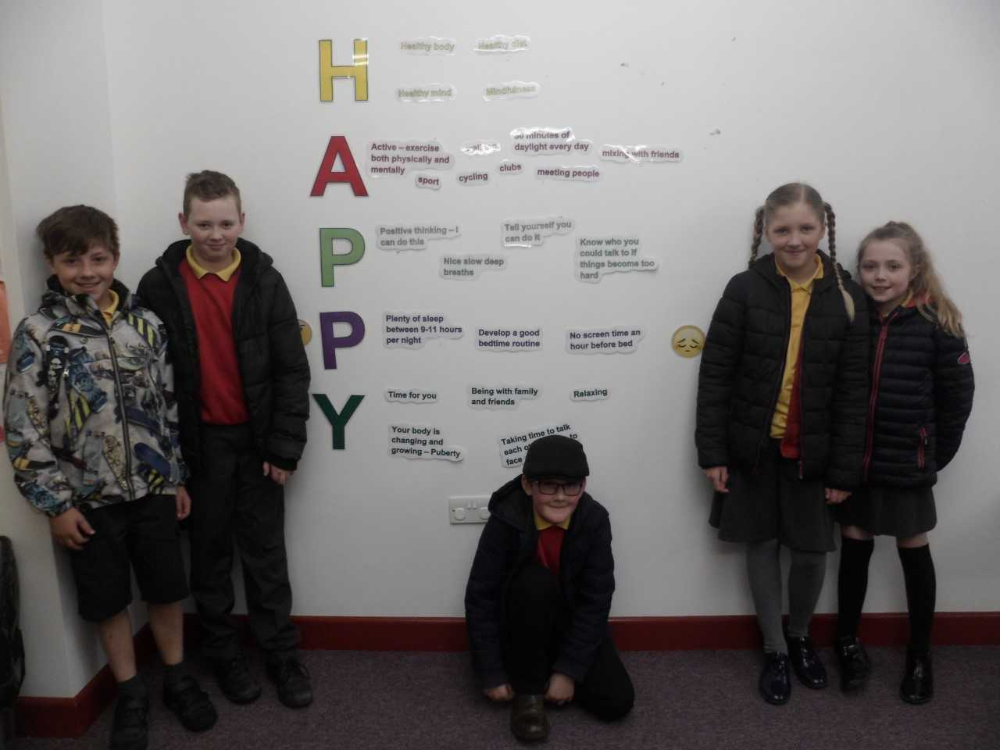 H
Healthy body
Healthy diet
Healthy mind
Mindfulness
A
Active – exercise
both physically and
mentally
30 minutes of
daylight every day
mixing with friends
sport
cycling
clubs
meeting people
P
Positive thinking – I
can do this
Tell yourself you
can do it
Nice slow deep
breaths
Know who you
could talk to if
things become too
hard
P
Plenty of sleep
between 9-11 hours
per night
Develop a good
bedtime routine
No screen time an
hour before bed
Y
Time for you
Being with family
and friends
Relaxing
Your body is
changing and
growing – Puberty
Taking time to talk
each to
face